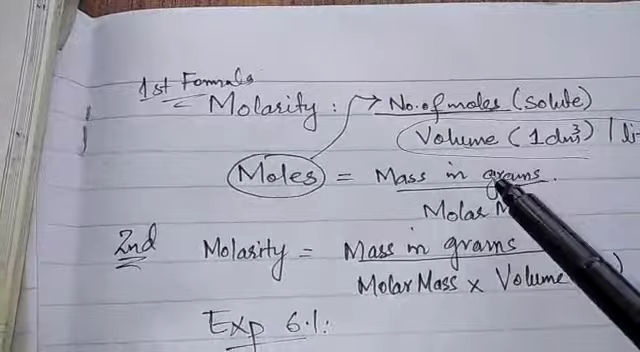 1st Formula
Molarity : No. of moles (solute)
Volume (1dm³) | li
Moles = Mass in grams.
Molar M
2nd Molarity = Mass in grams
Molar Mass x Volume )
Exp 6.1: